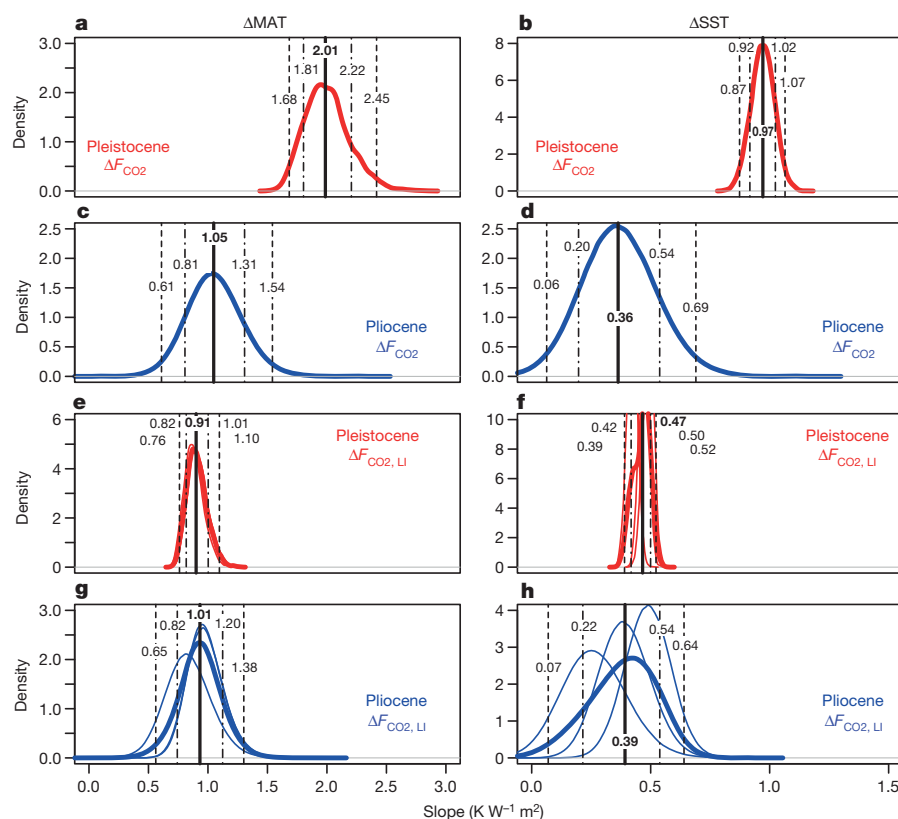 a
ΔMAT
b
ΔSST
3.0
2.0
1.0
0.0
Density
2.01
1.81
2.22
1.68
2.45
Pleistocene
ΔF_CO2
8
6
4
2
0
0.92
1.02
0.87
1.07
0.97
Pleistocene
ΔF_CO2
c
d
2.5
2.0
1.5
1.0
0.5
0.0
Density
1.05
0.81
1.31
0.61
1.54
Pliocene
ΔF_CO2
2.5
2.0
1.5
1.0
0.5
0.0
0.20
0.54
0.06
0.69
0.36
Pliocene
ΔF_CO2
e
f
6
4
2
0
Density
0.82
0.91
1.01
0.76
1.10
Pleistocene
ΔF_CO2, LI
10
8
6
4
2
0
0.42
0.47
0.39
0.50
0.52
Pleistocene
ΔF_CO2, LI
g
h
3.0
2.0
1.0
0.0
Density
1.01
0.82
1.20
0.65
1.38
Pliocene
ΔF_CO2, LI
4
3
2
1
0
0.22
0.54
0.07
0.64
0.39
Pliocene
ΔF_CO2, LI
0.0 0.5 1.0 1.5 2.0 2.5 3.0
0.0 0.5 1.0 1.5
Slope (K W⁻¹ m²)